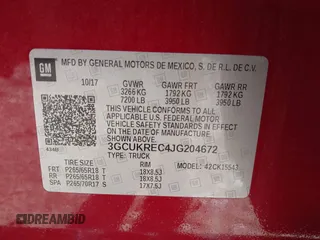 GM
MFD BY GENERAL MOTORS DE MEXICO, S. DE R.L. DE C.V.
10/17 GVWR GAWR FRT GAWR RR
3266 KG 1792 KG 1792 KG
7200 LB 3950 LB 3950 LB
THIS VEHICLE CONFORMS TO ALL
APPLICABLE U.S. FEDERAL MOTOR
VEHICLE SAFETY STANDARDS IN
EFFECT ON THE DATE OF MANUFACTURE
SHOWN ABOVE.
3GCUKREC4JG204672
TYPE: TRUCK
MODEL: 42CK15543
TIRE SIZE RIM
FRT P265/65R18 T 18X8.5J
RR P265/65R18 T 18X8.5J
SPA P265/70R17 S 17X7.5J
DREAMBID